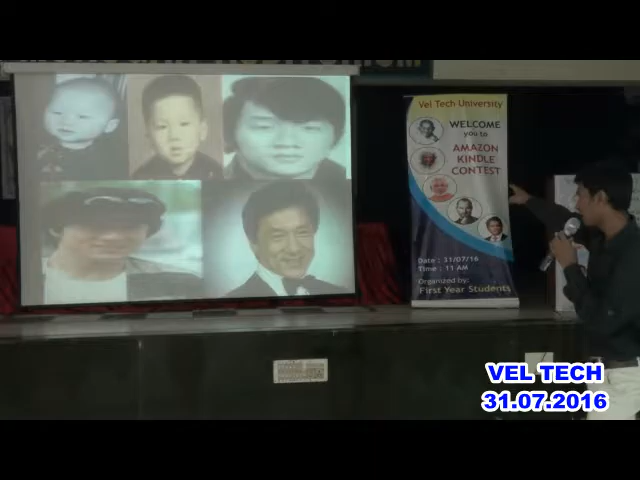 Vel Tech University
WELCOME
you to
AMAZON
KINDLE
CONTEST
Date : 31/07/16
Time : 11 AM
Organized by:
First Year Students
VEL TECH
31.07.2016